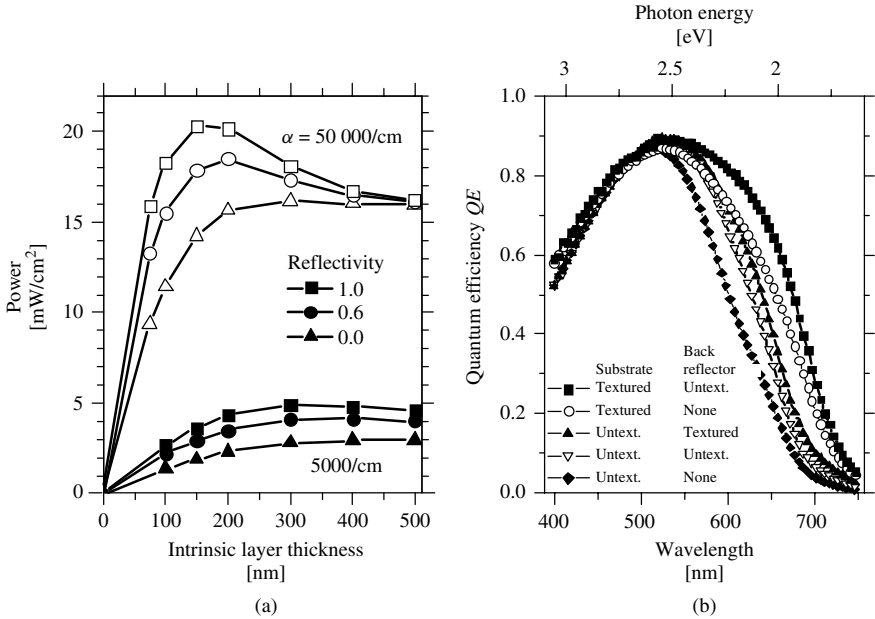 20
15
10
5
0
Power
[mW/cm²]
α = 50 000/cm
Reflectivity
1.0
0.6
0.0
5000/cm
0
100
200
300
400
500
Intrinsic layer thickness
[nm]
(a)
Photon energy
[eV]
3
2.5
2
1.0
0.8
0.6
0.4
0.2
0.0
Quantum efficiency QE
Back
Substrate reflector
Textured Untext.
Textured None
Untext. Textured
Untext. Untext.
Untext. None
400
500
600
700
Wavelength
[nm]
(b)